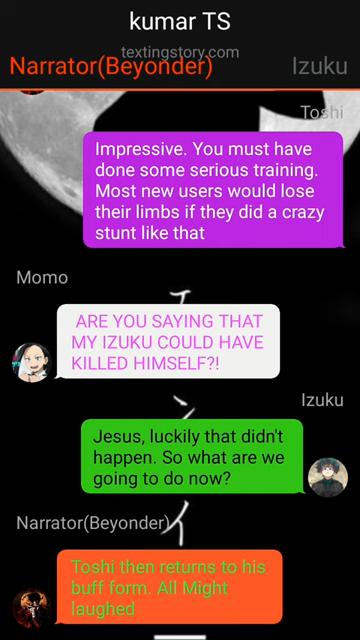 kumar TS
textingstory.com
Narrator(Beyonder)
Izuku
Toshi
Impressive. You must have
done some serious training.
Most new users would lose
their limbs if they did a crazy
stunt like that
Momo
ARE YOU SAYING THAT
MY IZUKU COULD HAVE
KILLED HIMSELF?!
Izuku
Jesus, luckily that didn't
happen. So what are we
going to do now?
Narrator(Beyonder)
Toshi then returns to his
buff form. All Might
laughed